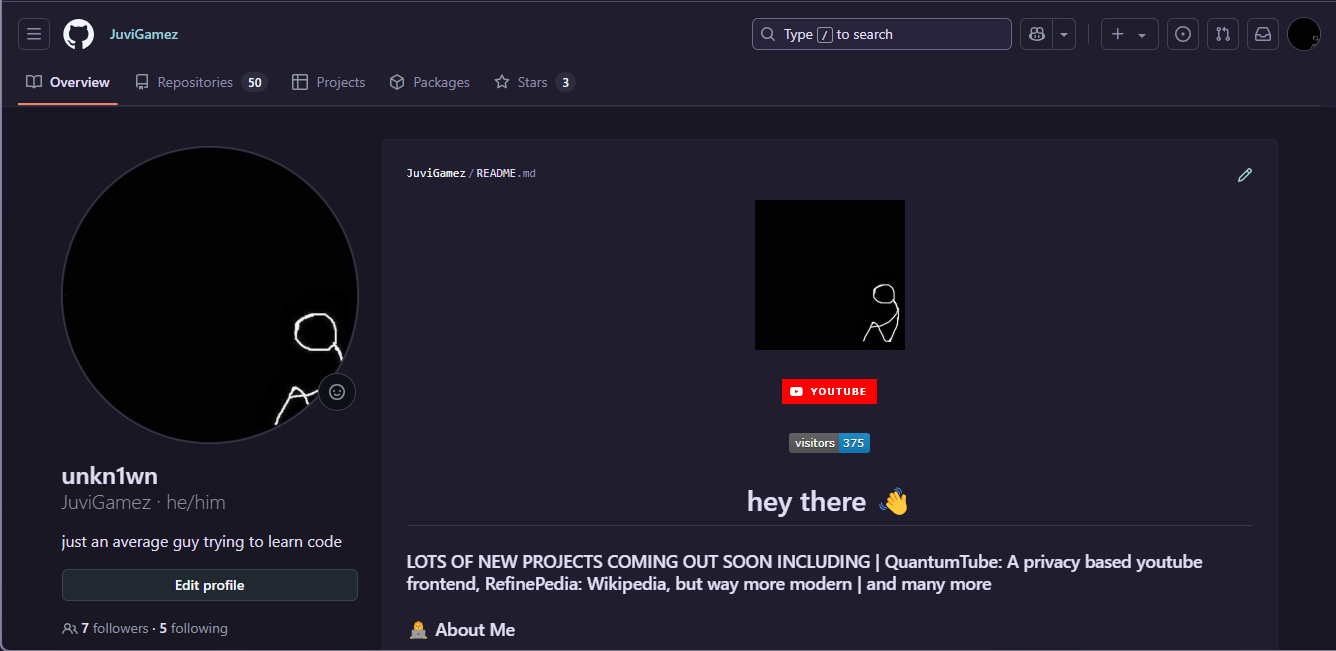 JuviGamez
Type / to search
Overview
Repositories 50
Projects
Packages
Stars 3
JuviGamez/README.md
YOUTUBE
visitors 375
hey there 👋
LOTS OF NEW PROJECTS COMING OUT SOON INCLUDING | QuantumTube: A privacy based youtube
frontend, RefinePedia: Wikipedia, but way more modern | and many more
About Me
unkn1wn
JuviGamez · he/him
just an average guy trying to learn code
Edit profile
7 followers · 5 following